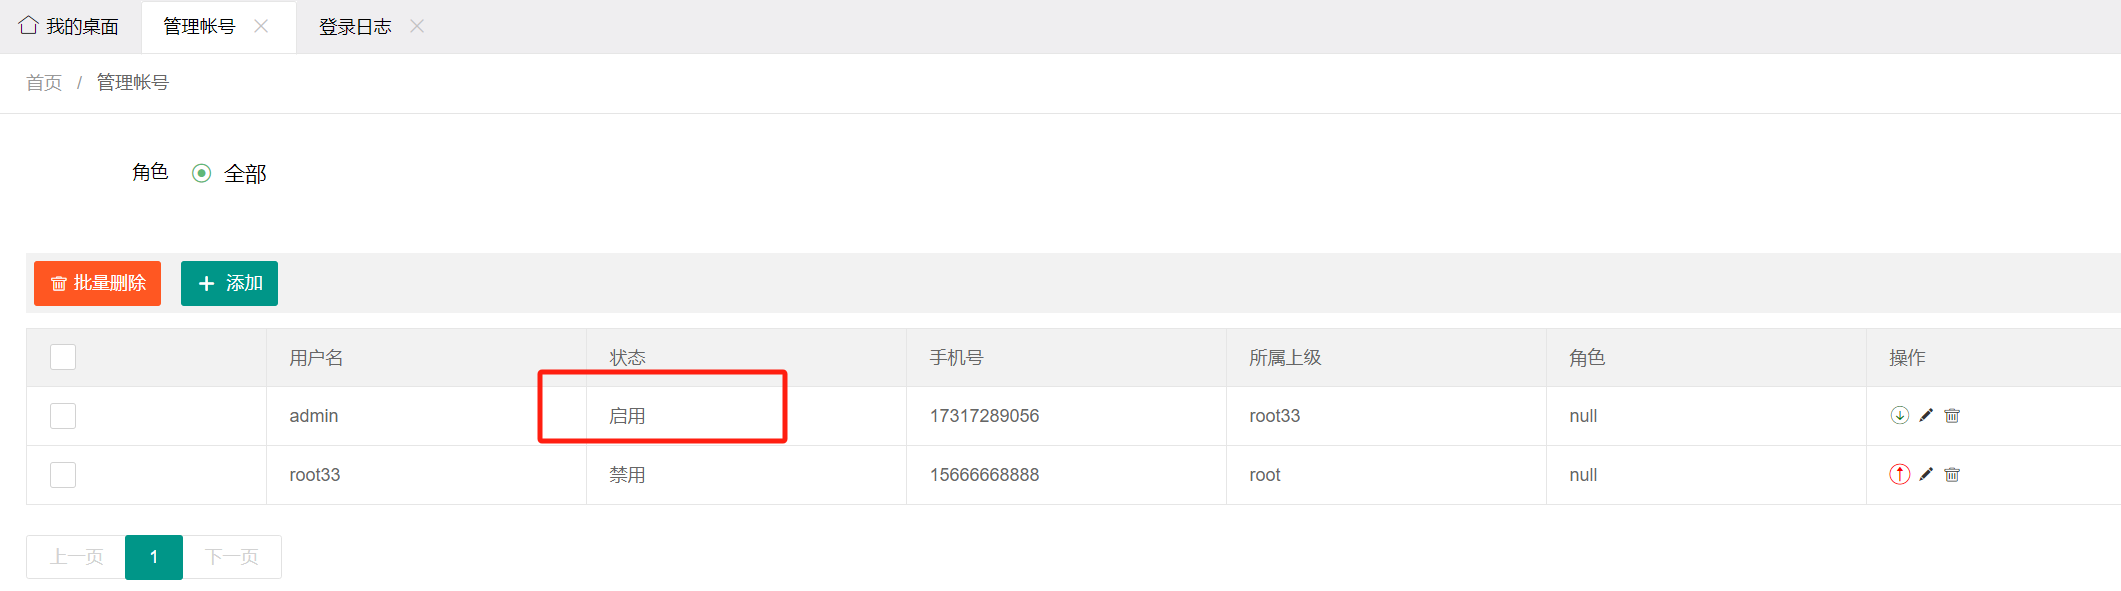 我的桌面 管理帐号 登录日志
首页 / 管理帐号
角色 全部
批量删除 添加
用户名 状态 手机号 所属上级 角色 操作
admin 启用 17317289056 root33 null
root33 禁用 15666668888 root null
上一页 1 下一页